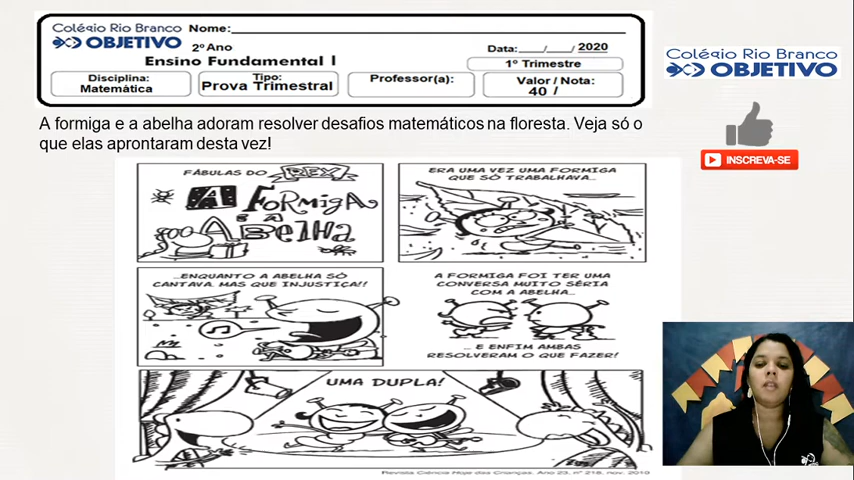 Colégio Rio Branco
OBJETIVO
Nome:
2º Ano
Data:___/___/ 2020
Ensino Fundamental I
1º Trimestre
Disciplina:
Matemática
Tipo:
Prova Trimestral
Professor(a):
Valor / Nota:
40 /
Colégio Rio Branco
OBJETIVO
INSCREVA-SE
A formiga e a abelha adoram resolver desafios matemáticos na floresta. Veja só o
que elas aprontaram desta vez!
FÁBULAS DO REY
A FORMIGA
E A
ABELHA
ERA UMA VEZ UMA FORMIGA
QUE SÓ TRABALHAVA...
...ENQUANTO A ABELHA SÓ
CANTAVA. MAS QUE INJUSTIÇA!!
A FORMIGA FOI TER UMA
CONVERSA MUITO SÉRIA
COM A ABELHA...
...E ENFIM AMBAS
RESOLVERAM O QUE FAZER!
UMA DUPLA!
Revista Ciência Hoje das Crianças. Ano 23, nº 218, nov. 2010